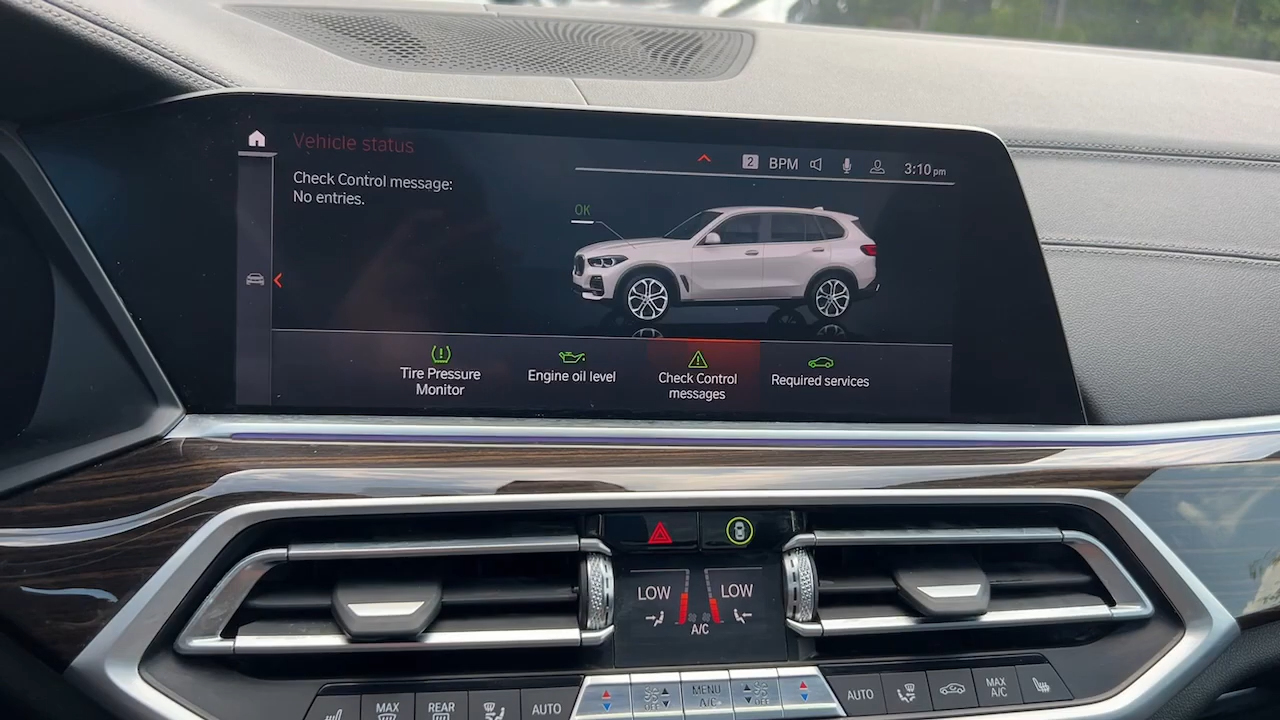 Vehicle status
2 BPM 3:10 pm
Check Control message:
No entries.
OK
Tire Pressure
Monitor
Engine oil level
Check Control
messages
Required services
LOW
LOW
A/C
MAX
REAR
AUTO
MENU
A/C
OFF
AUTO
MAX
A/C